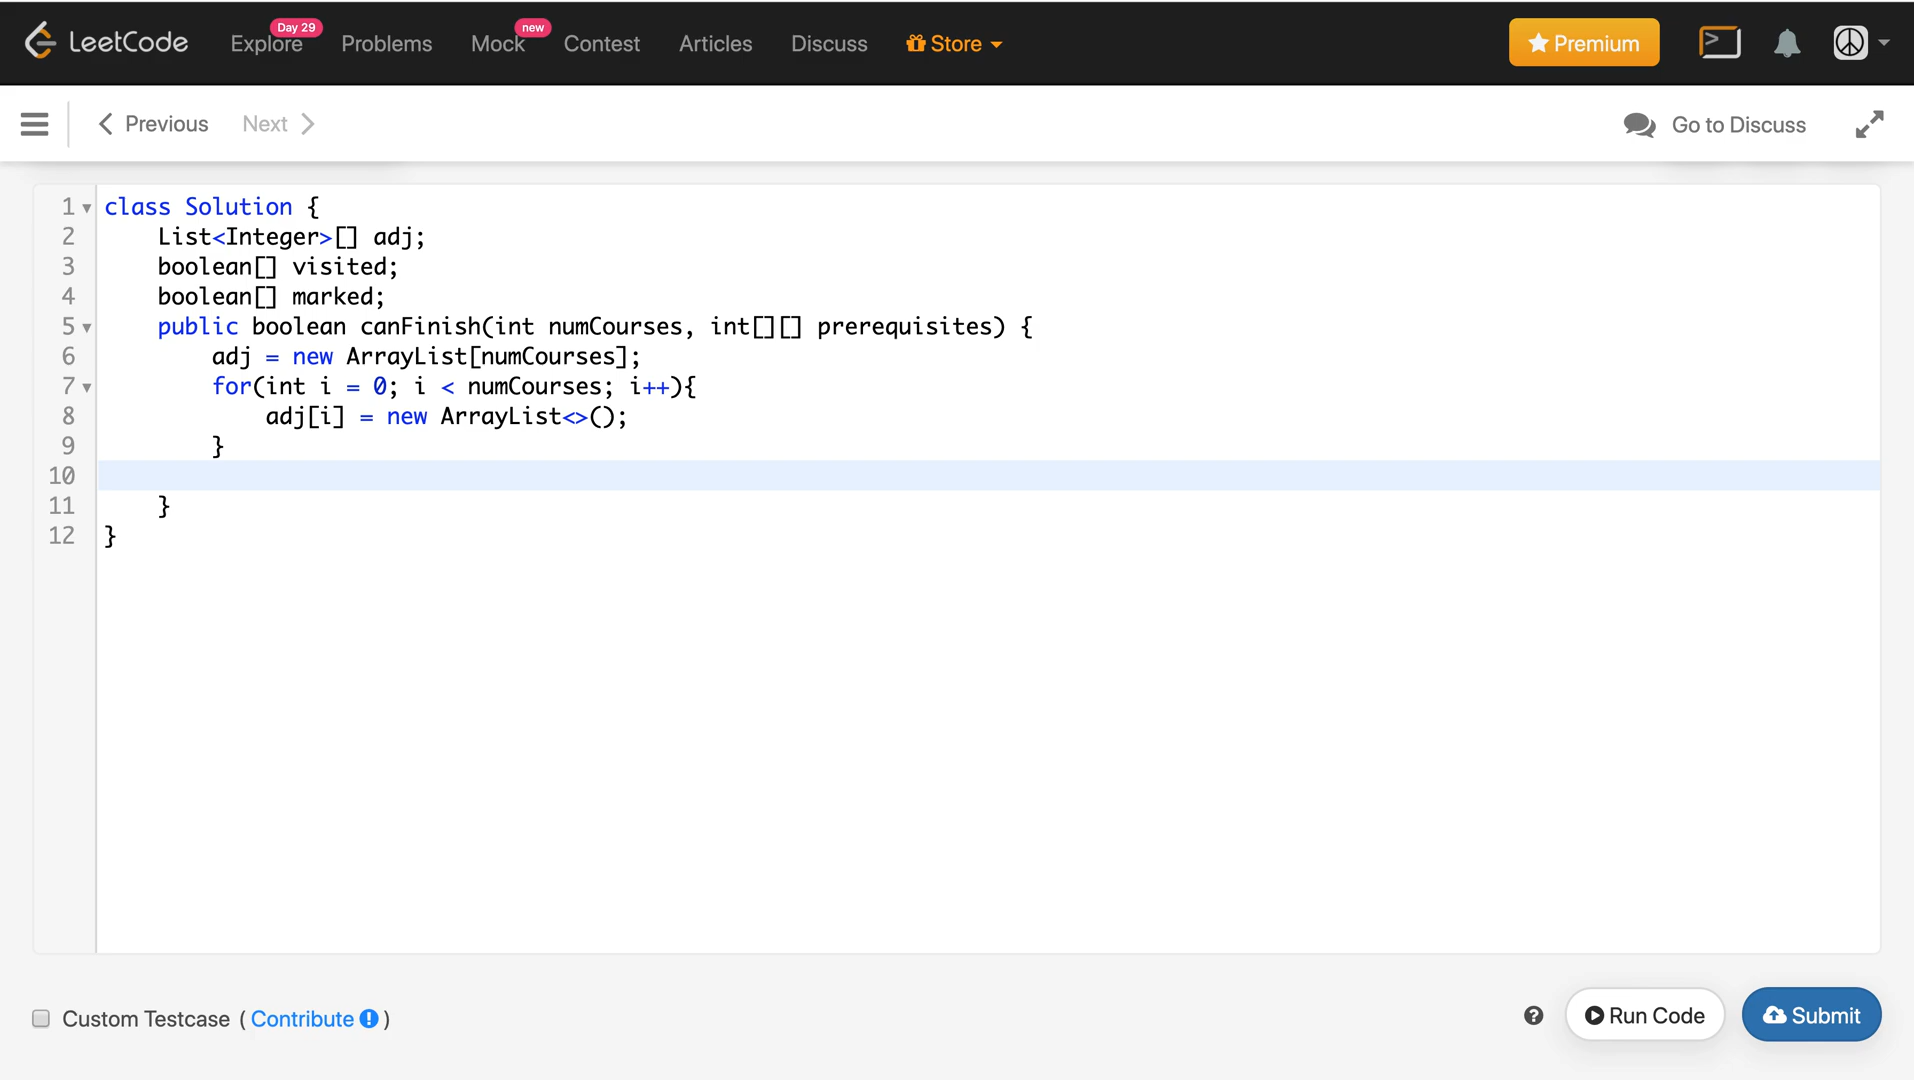 LeetCode Explore Day 29 Problems Mock new Contest Articles Discuss Store Premium
Previous Next Go to Discuss
1 class Solution {
2 List<Integer>[] adj;
3 boolean[] visited;
4 boolean[] marked;
5 public boolean canFinish(int numCourses, int[][] prerequisites) {
6 adj = new ArrayList[numCourses];
7 for(int i = 0; i < numCourses; i++){
8 adj[i] = new ArrayList<>();
9 }
10
11 }
12 }
Custom Testcase ( Contribute ) Run Code Submit